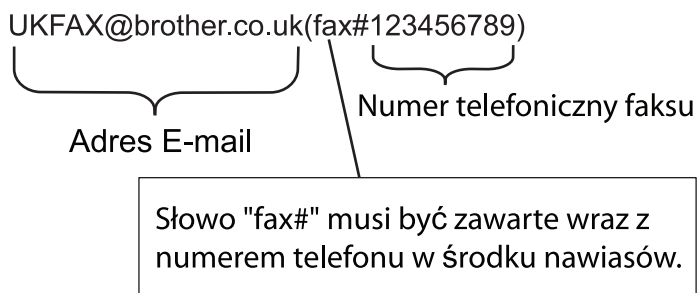 UKFAX@brother.co.uk(fax#123456789)
Numer telefoniczny faksu
Adres E-mail
Słowo "fax#" musi być zawarte wraz z
numerem telefonu w środku nawiasów.